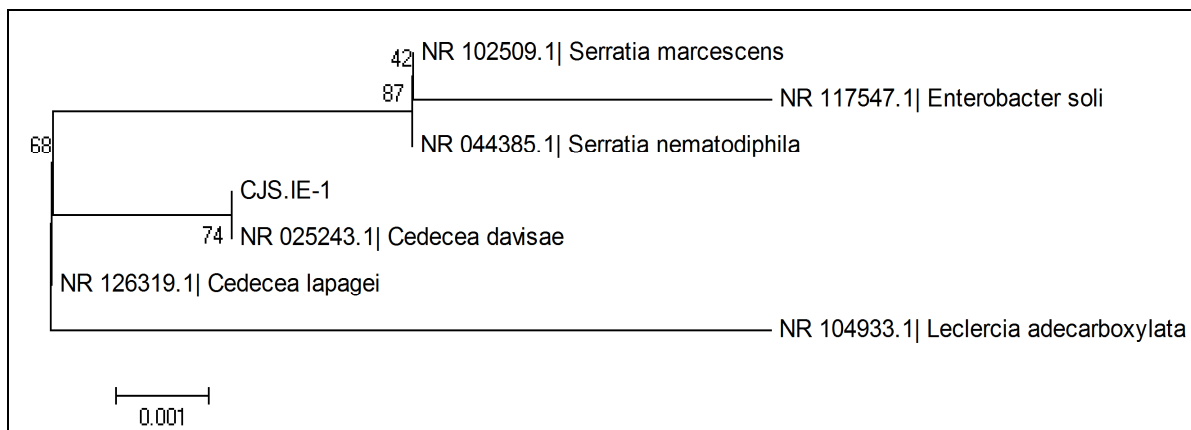 42
NR 102509.1| Serratia marcescens
87
NR 117547.1| Enterobacter soli
68
NR 044385.1| Serratia nematodiphila
CJS.IE-1
74
NR 025243.1| Cedecea davisae
NR 126319.1| Cedecea lapagei
NR 104933.1| Leclercia adecarboxylata
0.001